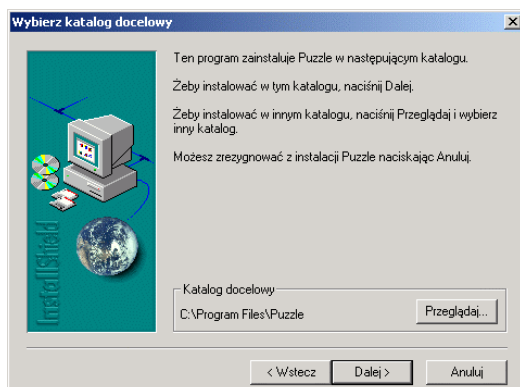 Wybierz katalog docelowy
Ten program zainstaluje Puzzle w następującym katalogu.
Żeby instalować w tym katalogu, naciśnij Dalej.
Żeby instalować w innym katalogu, naciśnij Przeglądaj i wybierz
inny katalog.
Możesz zrezygnować z instalacji Puzzle naciskając Anuluj.
InstallShield
Katalog docelowy
C:\Program Files\Puzzle
Przeglądaj...
< Wstecz
Dalej >
Anuluj